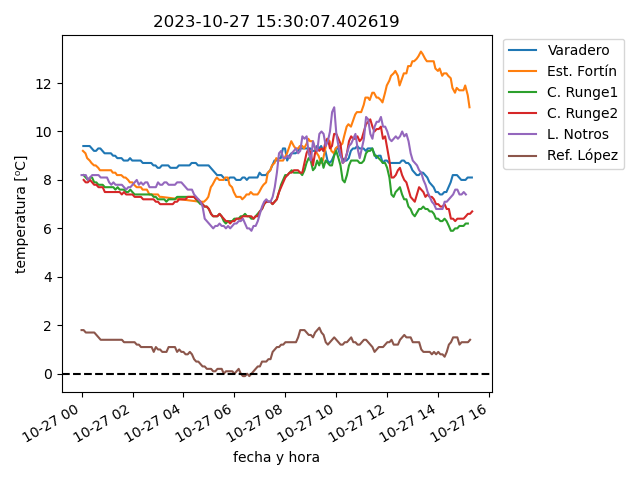 2023-10-27 15:30:07.402619
temperatura [ºC]
12
10
8
6
4
2
0
10-27 00
10-27 02
10-27 04
10-27 06
10-27 08
10-27 10
10-27 12
10-27 14
10-27 16
fecha y hora
Varadero
Est. Fortín
C. Runge1
C. Runge2
L. Notros
Ref. López